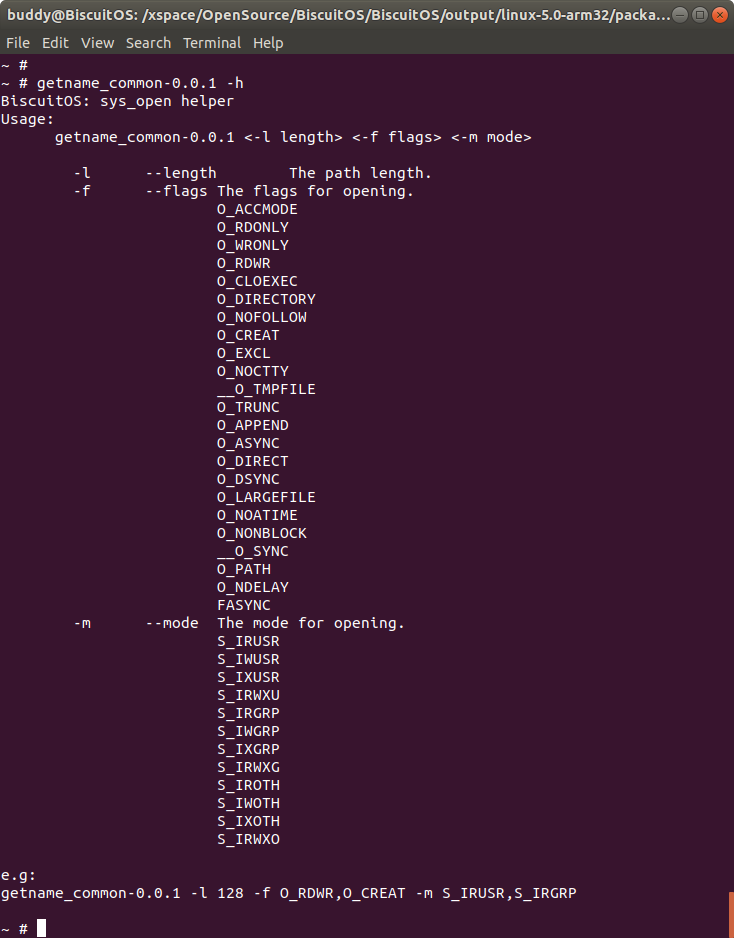 buddy@BiscuitOS: /xspace/OpenSource/BiscuitOS/BiscuitOS/output/linux-5.0-arm32/packa...
File Edit View Search Terminal Help
~ #
~ # getname_common-0.0.1 -h
BiscuitOS: sys_open helper
Usage:
      getname_common-0.0.1 <-l length> <-f flags> <-m mode>

        -l      --length        The path length.
        -f      --flags The flags for opening.
                        O_ACCMODE
                        O_RDONLY
                        O_WRONLY
                        O_RDWR
                        O_CLOEXEC
                        O_DIRECTORY
                        O_NOFOLLOW
                        O_CREAT
                        O_EXCL
                        O_NOCTTY
                        __O_TMPFILE
                        O_TRUNC
                        O_APPEND
                        O_ASYNC
                        O_DIRECT
                        O_DSYNC
                        O_LARGEFILE
                        O_NOATIME
                        O_NONBLOCK
                        __O_SYNC
                        O_PATH
                        O_NDELAY
                        FASYNC
        -m      --mode  The mode for opening.
                        S_IRUSR
                        S_IWUSR
                        S_IXUSR
                        S_IRWXU
                        S_IRGRP
                        S_IWGRP
                        S_IXGRP
                        S_IRWXG
                        S_IROTH
                        S_IWOTH
                        S_IXOTH
                        S_IRWXO

e.g:
getname_common-0.0.1 -l 128 -f O_RDWR,O_CREAT -m S_IRUSR,S_IRGRP

~ #